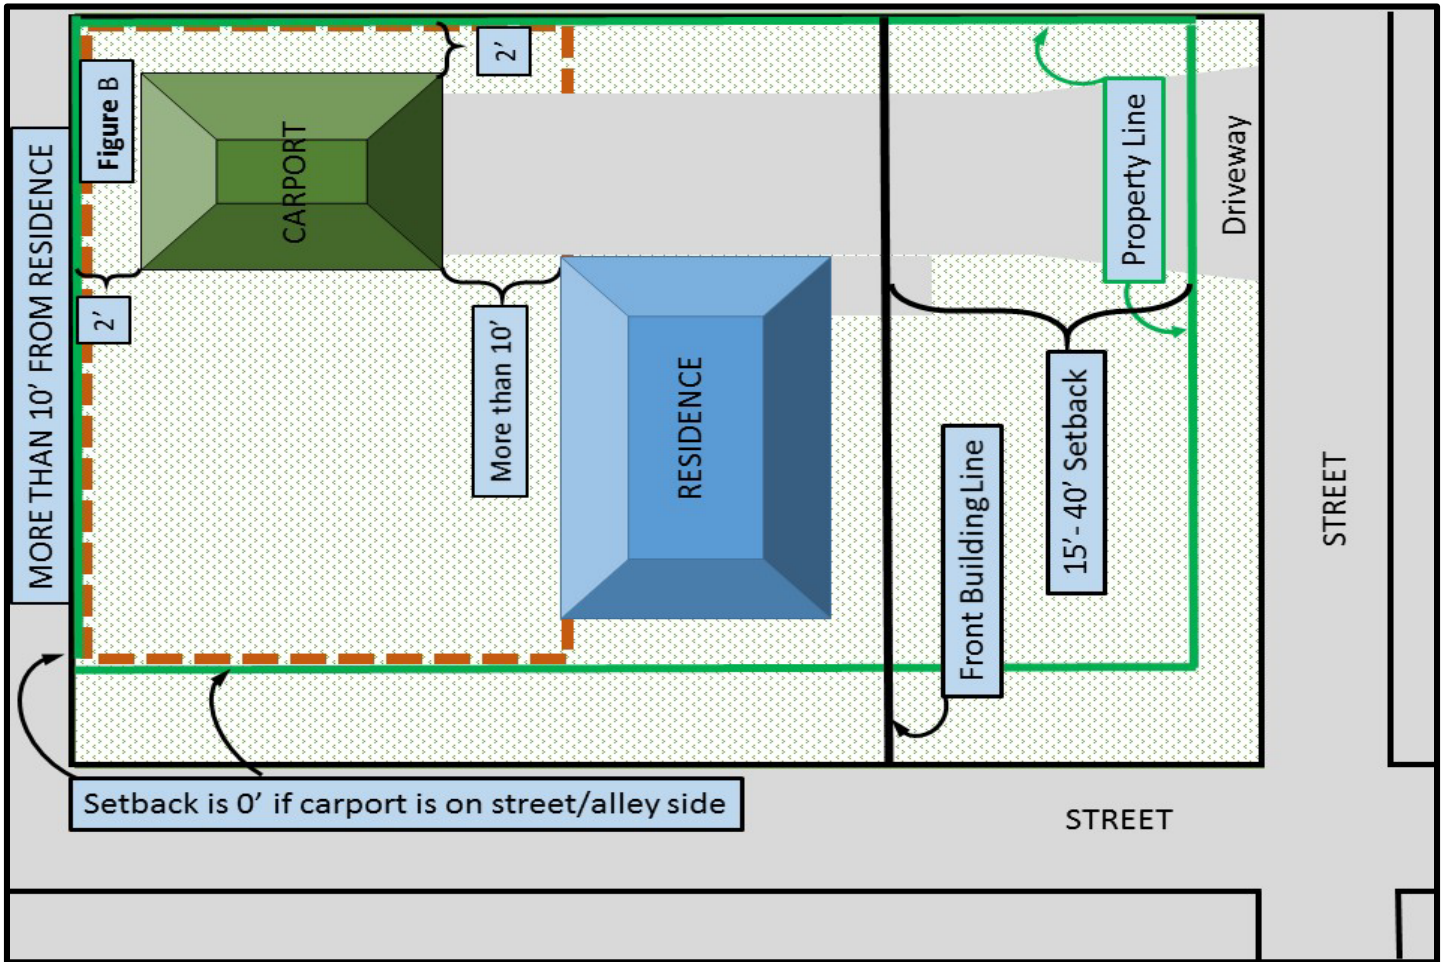 MORE THAN 10’ FROM RESIDENCE
Figure B
2’
CARPORT
2’
More than 10’
RESIDENCE
Front Building Line
15’- 40’ Setback
Property Line
Driveway
STREET
Setback is 0’ if carport is on street/alley side
STREET